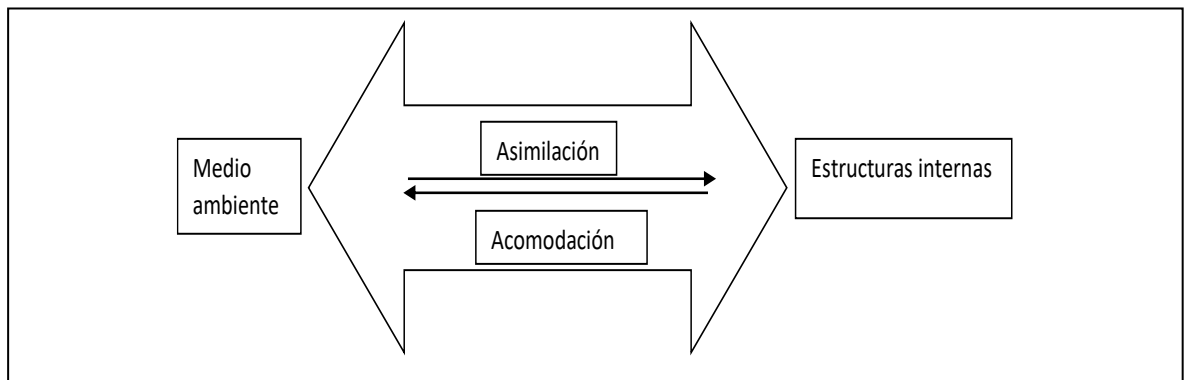 Medio
ambiente
Asimilación
Acomodación
Estructuras internas